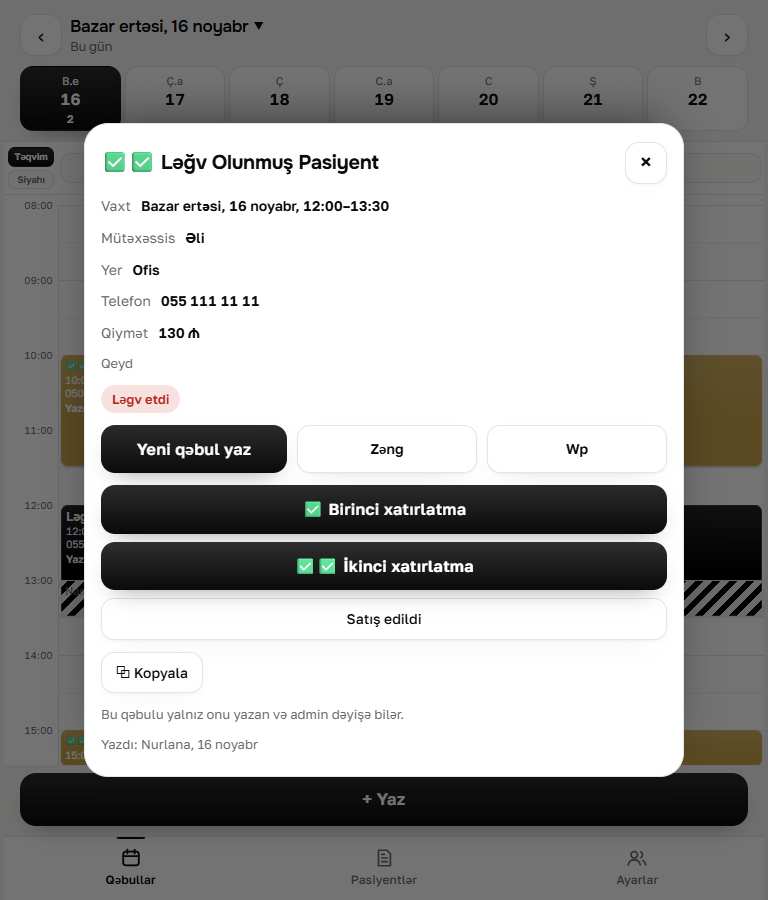 ‹
Bazar ertəsi, 16 noyabr ▼
Bu gün
›
B.e
16
2
Ç.a
17
Ç
18
C.a
19
C
20
Ş
21
B
22
Təqvim
Siyahı
✅✅ Ləğv Olunmuş Pasiyent
×
Vaxt Bazar ertəsi, 16 noyabr, 12:00–13:30
Mütəxəssis Əli
Yer Ofis
Telefon 055 111 11 11
Qiymət 130 ₼
Qeyd
Ləgv etdi
Yeni qəbul yaz
Zəng
Wp
✅ Birinci xatırlatma
✅✅ İkinci xatırlatma
Satış edildi
Kopyala
Bu qəbulu yalnız onu yazan və admin dəyişə bilər.
Yazdı: Nurlana, 16 noyabr
08:00
09:00
10:00
11:00
12:00
13:00
14:00
15:00
+ Yaz
Qəbullar
Pasiyentlər
Ayarlar